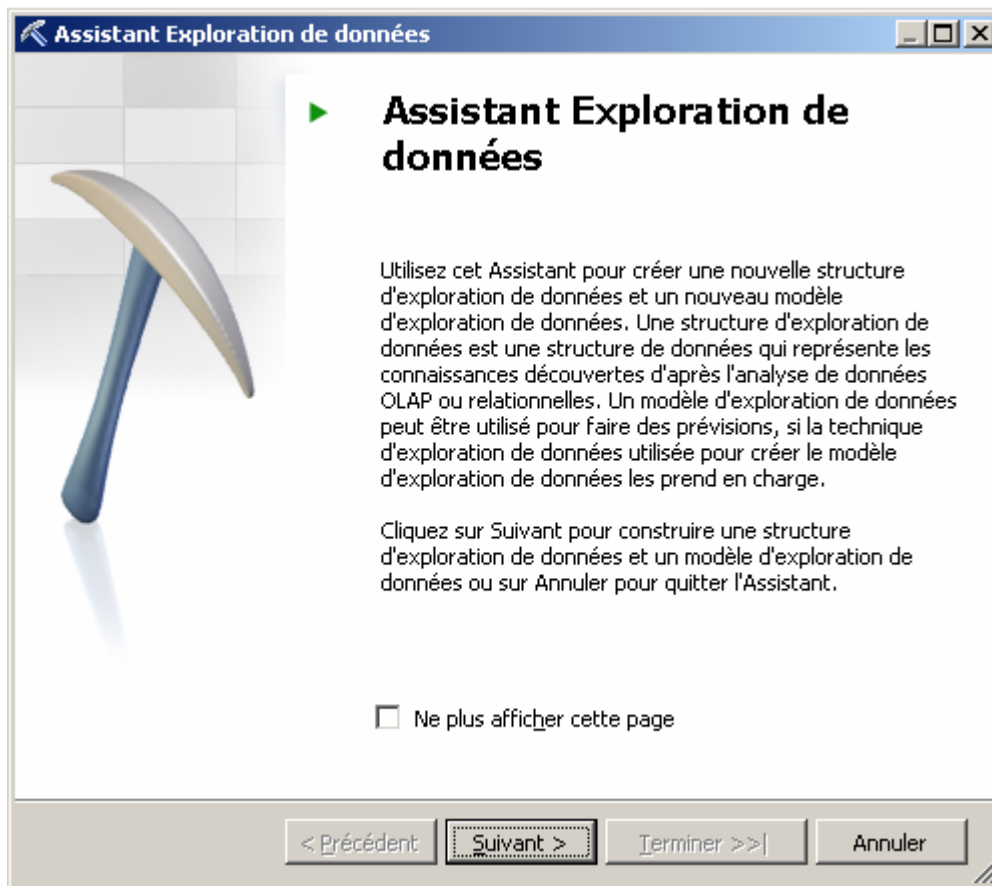 Assistant Exploration de données
Assistant Exploration de
données
Utilisez cet Assistant pour créer une nouvelle structure
d'exploration de données et un nouveau modèle
d'exploration de données. Une structure d'exploration de
données est une structure de données qui représente les
connaissances découvertes d'après l'analyse de données
OLAP ou relationnelles. Un modèle d'exploration de données
peut être utilisé pour faire des prévisions, si la technique
d'exploration de données utilisée pour créer le modèle
d'exploration de données les prend en charge.
Cliquez sur Suivant pour construire une structure
d'exploration de données et un modèle d'exploration de
données ou sur Annuler pour quitter l'Assistant.
Ne plus afficher cette page
< Précédent Suivant > Terminer >>| Annuler